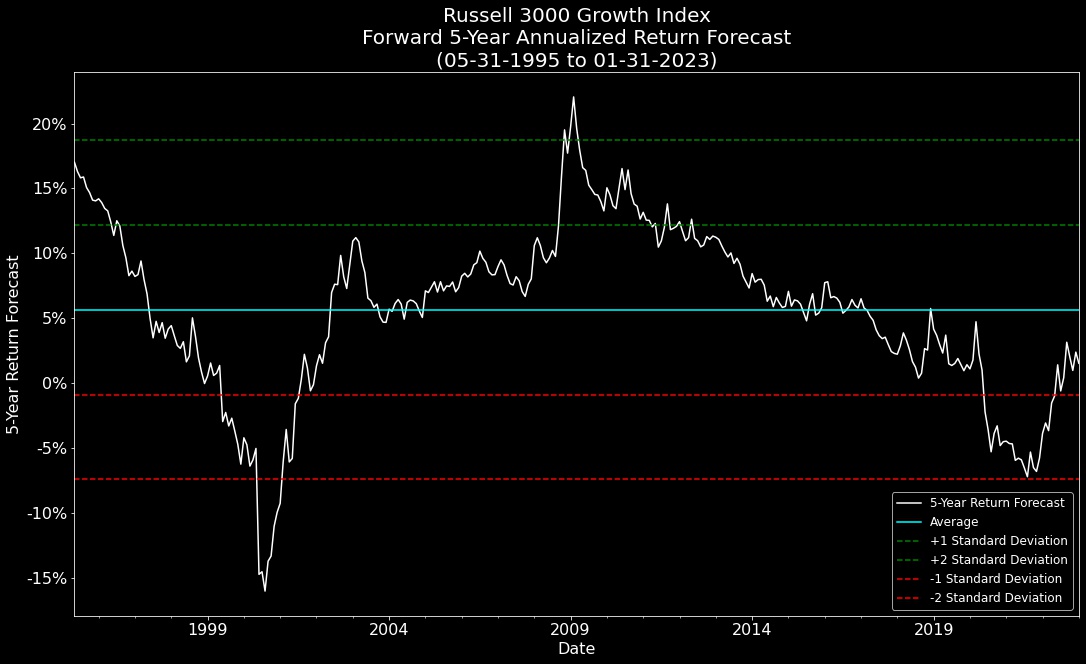 Russell 3000 Growth Index
Forward 5-Year Annualized Return Forecast
(05-31-1995 to 01-31-2023)
5-Year Return Forecast
20%
15%
10%
5%
0%
-5%
-10%
-15%
5-Year Return Forecast
Average
+1 Standard Deviation
+2 Standard Deviation
-1 Standard Deviation
-2 Standard Deviation
1999
2004
2009
2014
2019
Date